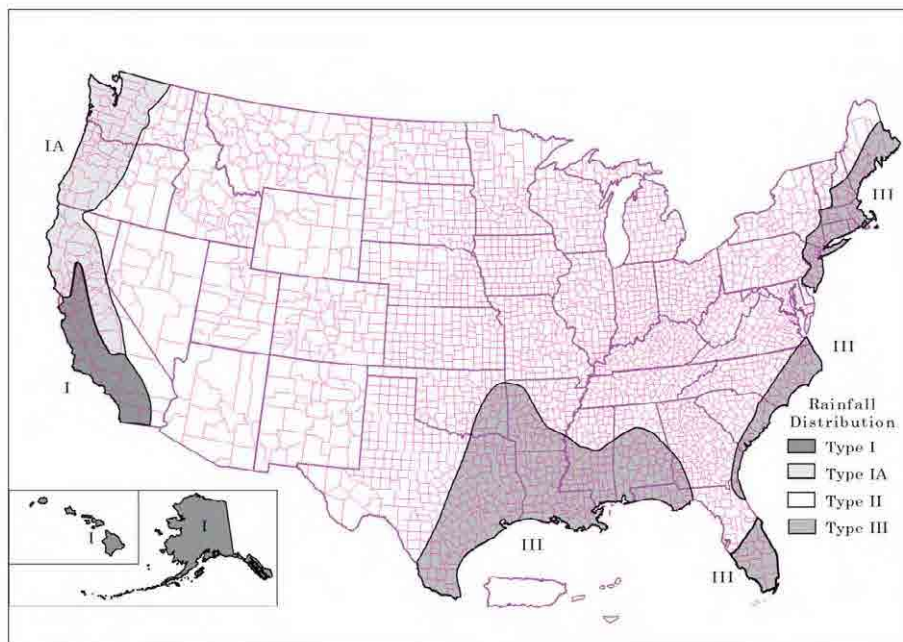 IA
III
III
I
Rainfall
Distribution
Type I
Type IA
Type II
Type III
I
I
III
III